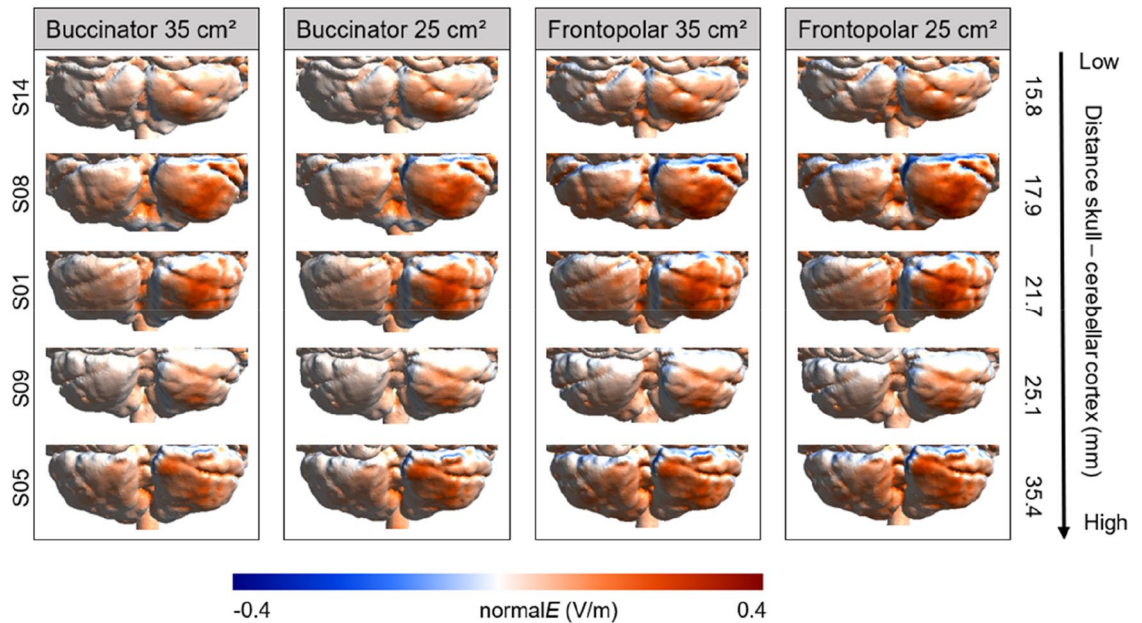 Buccinator 35 cm²
Buccinator 25 cm²
Frontopolar 35 cm²
Frontopolar 25 cm²
S14
15.8
S08
17.9
S01
21.7
S09
25.1
S05
35.4
Low
Distance skull – cerebellar cortex (mm)
High
-0.4
normalE (V/m)
0.4